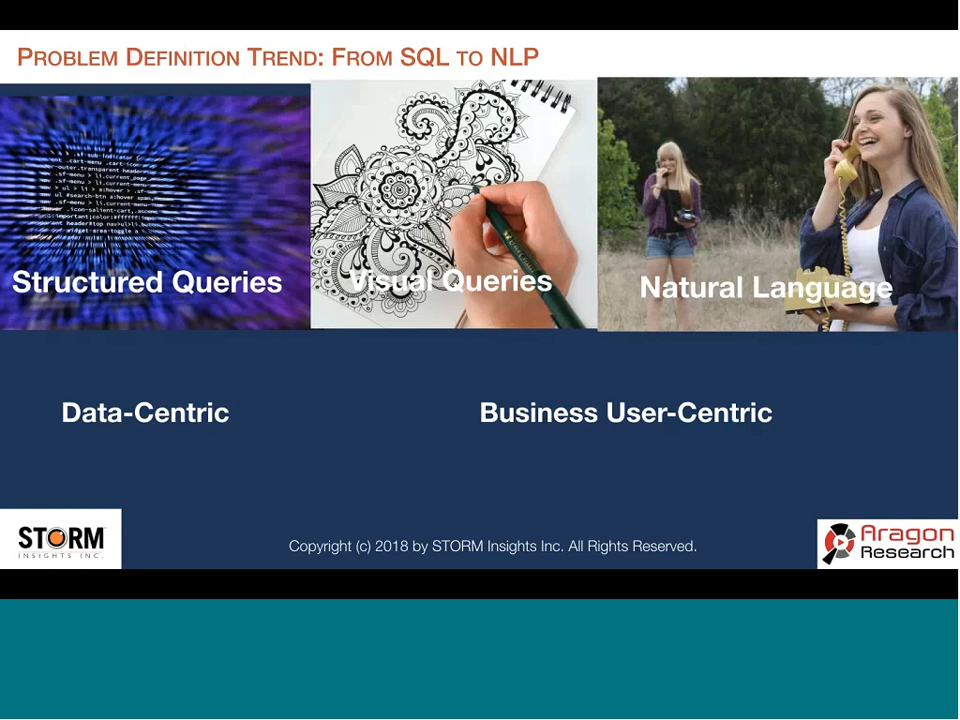 PROBLEM DEFINITION TREND: FROM SQL TO NLP
Structured Queries
Visual Queries
Natural Language
Data-Centric
Business User-Centric
STORM
INSIGHTS INC.
Copyright (c) 2018 by STORM Insights Inc. All Rights Reserved.
Aragon
Research